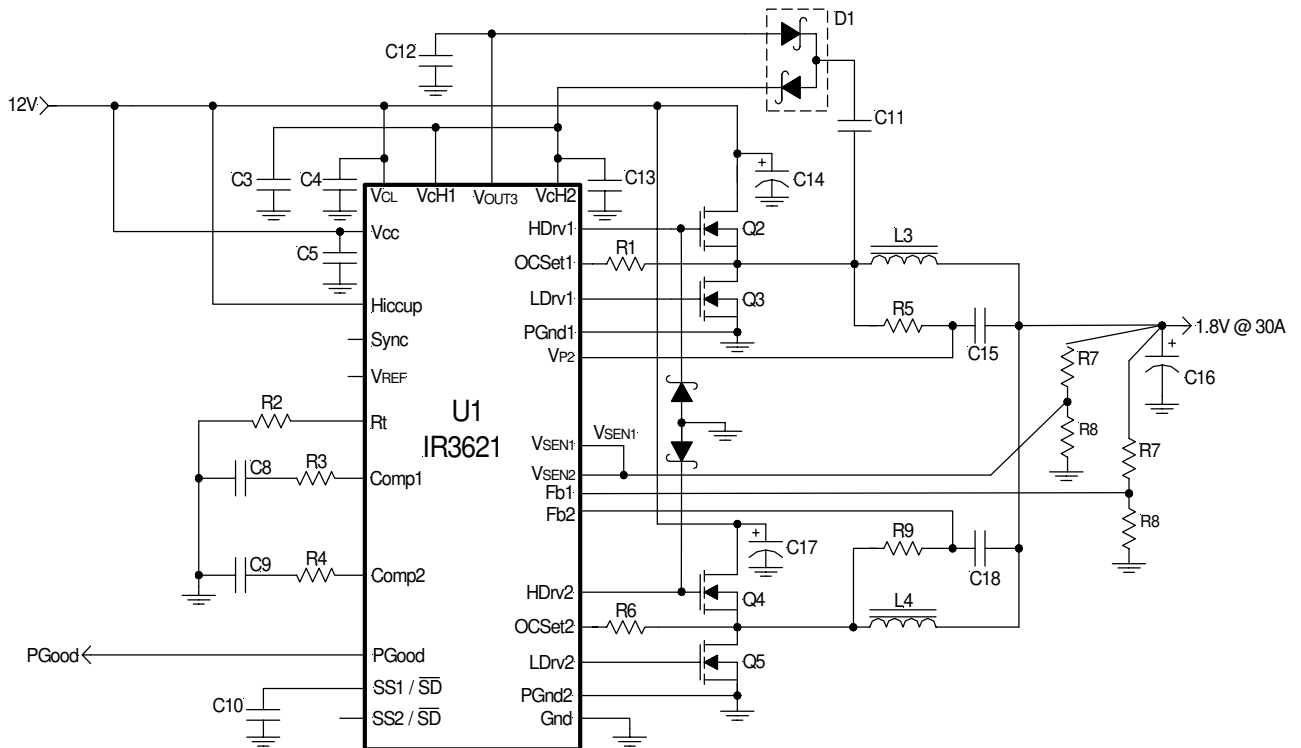 D1
C12
12V
C11
C3
C4
C13
C14
VCL
VcH1
VOUT3
VcH2
Vcc
C5
HDrv1
Q2
R1
OCSet1
L3
Hiccup
LDrv1
Q3
R5
Sync
PGnd1
C15
1.8V @ 30A
VP2
VREF
R7
C16
R2
Rt
U1
IR3621
VSEN1
VSEN1
R8
C8
R3
Comp1
VSEN2
R7
Fb1
Fb2
R9
R8
C17
C18
C9
R4
Comp2
HDrv2
Q4
L4
R6
OCSet2
PGood
PGood
LDrv2
Q5
SS1 / SD
PGnd2
C10
SS2 / SD
Gnd